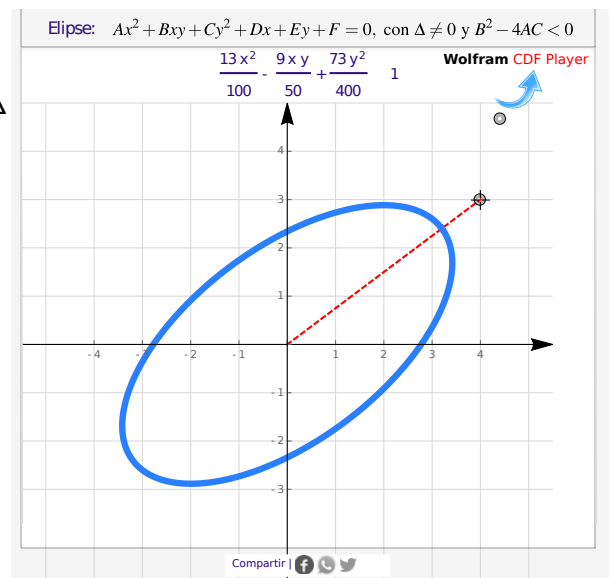 Elipse: Ax² + Bxy + Cy² + Dx + Ey + F = 0, con Δ ≠ 0 y B² − 4AC < 0
Wolfram CDF Player
13 x²/100 - 9 x y/50 + 73 y²/400 1
4
3
2
1
-4 -2 -1 1 2 3 4
-1
-2
-3
Compartir |